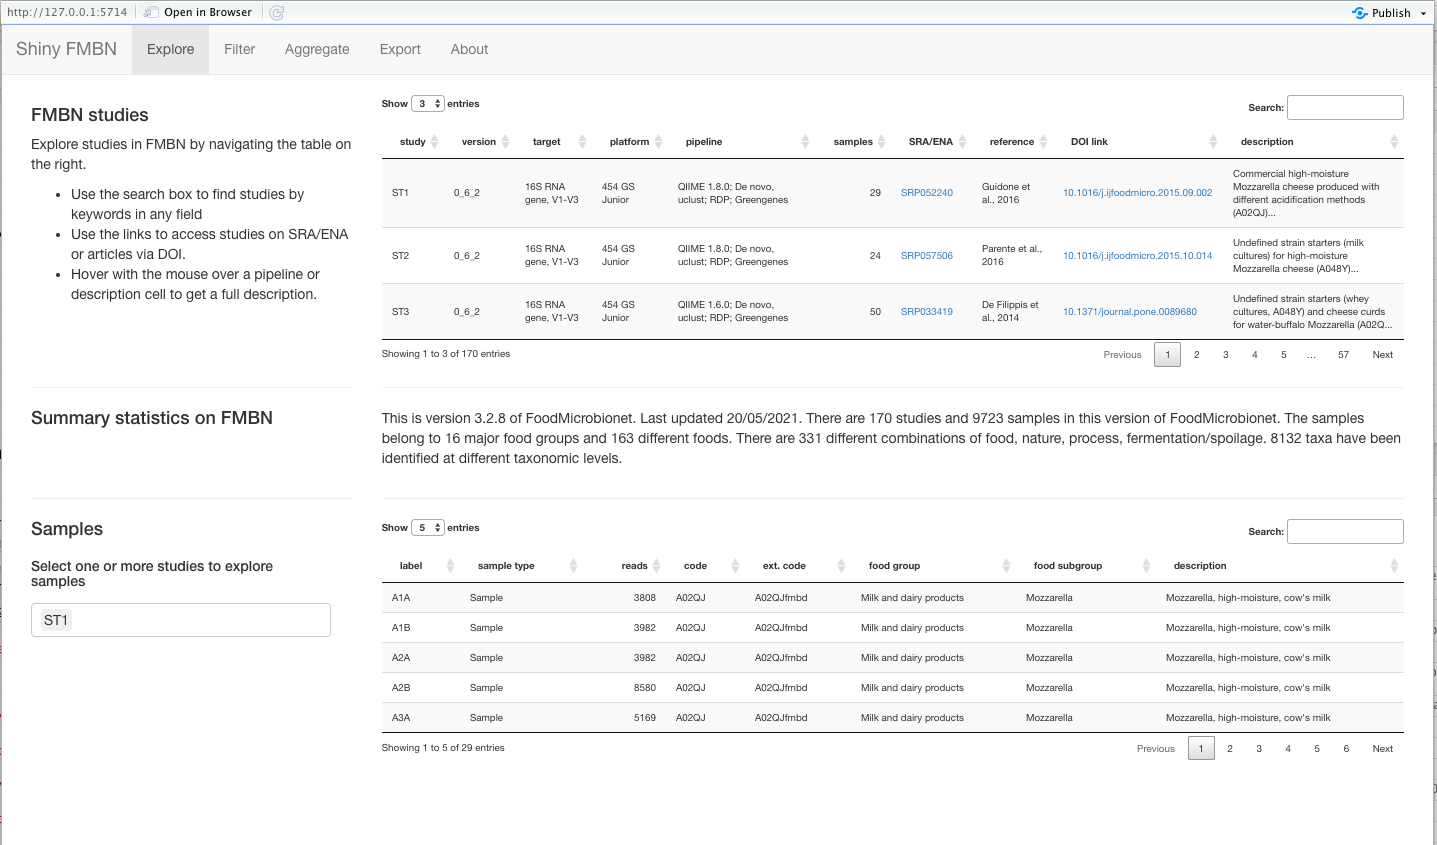 http://127.0.0.1:5714 Open in Browser Publish
Shiny FMBN Explore Filter Aggregate Export About
FMBN studies
Explore studies in FMBN by navigating the table on
the right.
• Use the search box to find studies by
keywords in any field
• Use the links to access studies on SRA/ENA
or articles via DOI.
• Hover with the mouse over a pipeline or
description cell to get a full description.
Show 3 entries
Search:
study version target platform pipeline samples SRA/ENA reference DOI link description
ST1 0_6_2 16S RNA gene, V1-V3 454 GS Junior QIIME 1.8.0; De novo, uclust; RDP; Greengenes 29 SRP052240 Guidone et al., 2016 10.1016/j.ijfoodmicro.2015.09.002 Commercial high-moisture Mozzarella cheese produced with different acidification methods (A02QJ)...
ST2 0_6_2 16S RNA gene, V1-V3 454 GS Junior QIIME 1.8.0; De novo, uclust; RDP; Greengenes 24 SRP057506 Parente et al., 2016 10.1016/j.ijfoodmicro.2015.10.014 Undefined strain starters (milk cultures) for high-moisture Mozzarella cheese (A048Y)...
ST3 0_6_2 16S RNA gene, V1-V3 454 GS Junior QIIME 1.6.0; De novo, uclust; RDP; Greengenes 50 SRP033419 De Filippis et al., 2014 10.1371/journal.pone.0089680 Undefined strain starters (whey cultures, A048Y) and cheese curds for water-buffalo Mozzarella (A02Q...
Showing 1 to 3 of 170 entries
Previous 1 2 3 4 5 … 57 Next
Summary statistics on FMBN
This is version 3.2.8 of FoodMicrobionet. Last updated 20/05/2021. There are 170 studies and 9723 samples in this version of FoodMicrobionet. The samples
belong to 16 major food groups and 163 different foods. There are 331 different combinations of food, nature, process, fermentation/spoilage. 8132 taxa have been
identified at different taxonomic levels.
Samples
Select one or more studies to explore
samples
ST1
Show 5 entries
Search:
label sample type reads code ext. code food group food subgroup description
A1A Sample 3808 A02QJ A02QJfmbd Milk and dairy products Mozzarella Mozzarella, high-moisture, cow's milk
A1B Sample 3982 A02QJ A02QJfmbd Milk and dairy products Mozzarella Mozzarella, high-moisture, cow's milk
A2A Sample 3982 A02QJ A02QJfmbd Milk and dairy products Mozzarella Mozzarella, high-moisture, cow's milk
A2B Sample 8580 A02QJ A02QJfmbd Milk and dairy products Mozzarella Mozzarella, high-moisture, cow's milk
A3A Sample 5169 A02QJ A02QJfmbd Milk and dairy products Mozzarella Mozzarella, high-moisture, cow's milk
Showing 1 to 5 of 29 entries
Previous 1 2 3 4 5 6 Next